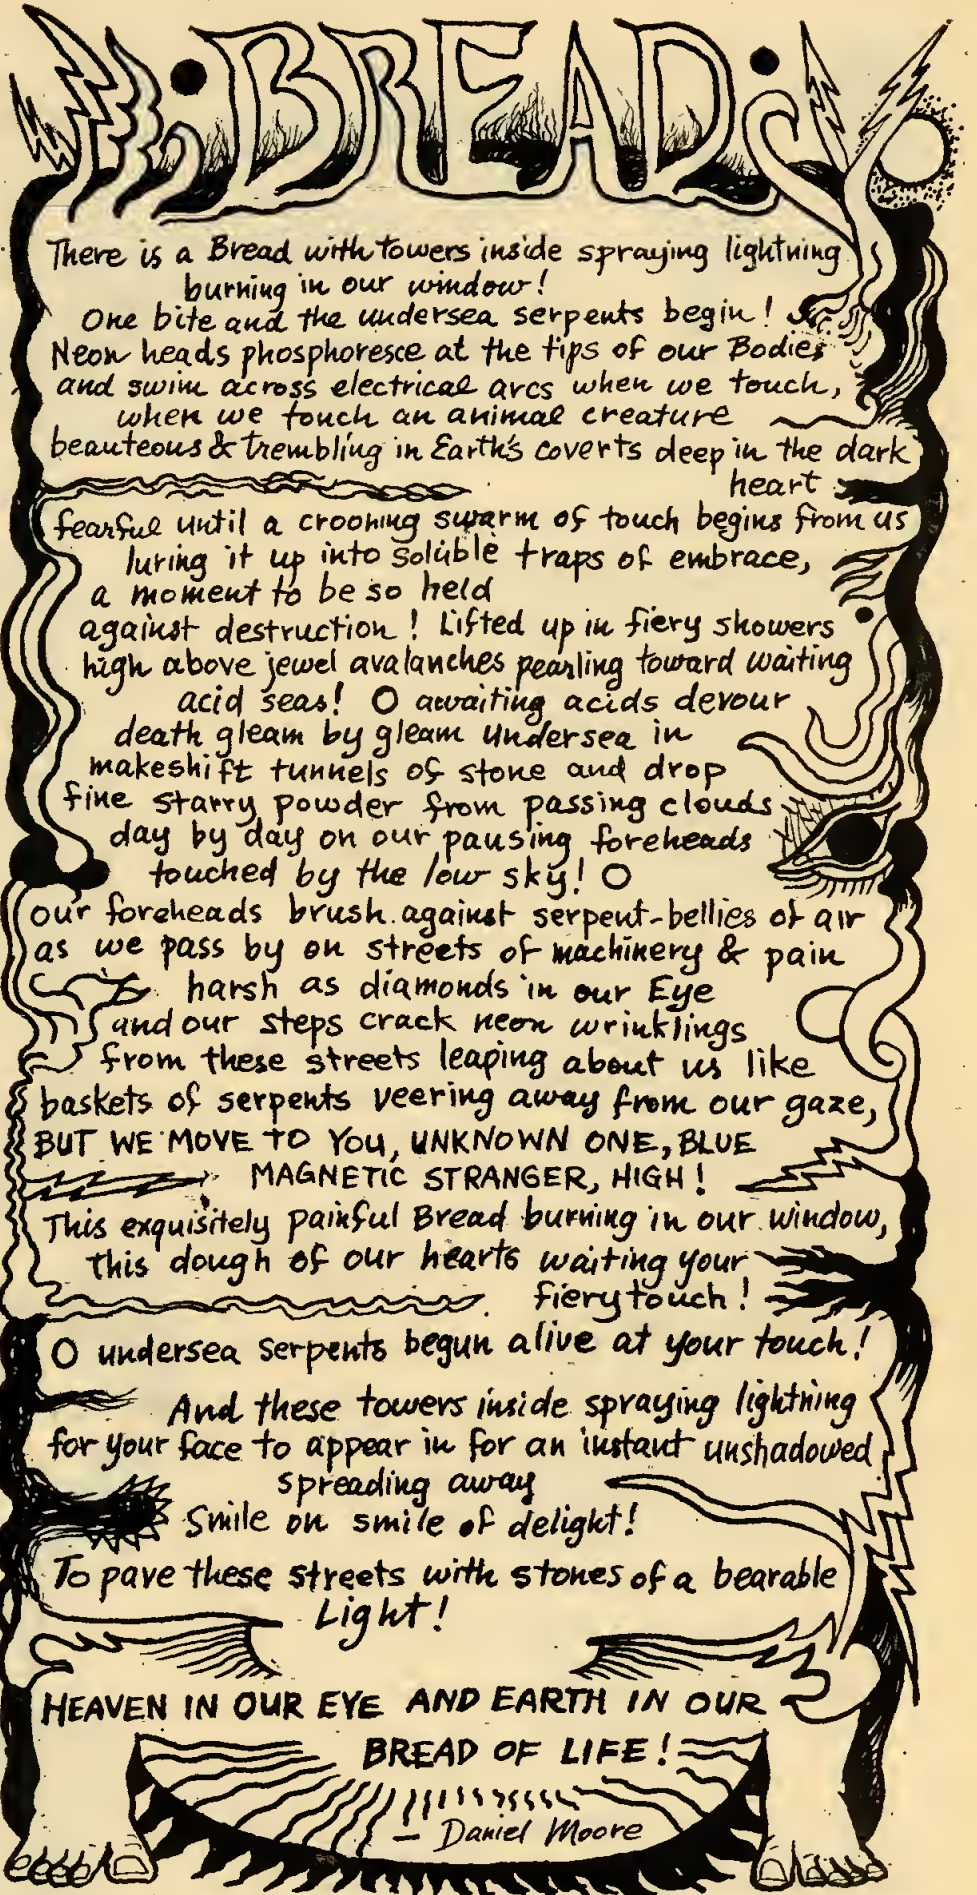 BREAD
There is a Bread with towers inside spraying lightning
burning in our window!
One bite and the undersea serpents begin!
Neon heads phosphoresce at the tips of our Bodies
and swim across electrical arcs when we touch,
when we touch an animal creature
beauteous & trembling in Earth's coverts deep in the dark
heart
fearful until a crooning swarm of touch begins from us
luring it up into soluble traps of embrace,
a moment to be so held
against destruction! Lifted up in fiery showers
high above jewel avalanches pearling toward waiting
acid seas! O awaiting acids devour
death gleam by gleam undersea in
makeshift tunnels of stone and drop
fine starry powder from passing clouds
day by day on our pausing foreheads
touched by the low sky! O
our foreheads brush against serpent-bellies of air
as we pass by on streets of machinery & pain
harsh as diamonds in our Eye
and our steps crack neon wrinklings
from these streets leaping about us like
baskets of serpents veering away from our gaze,
BUT WE MOVE TO YOU, UNKNOWN ONE, BLUE
MAGNETIC STRANGER, HIGH!
This exquisitely painful Bread burning in our window,
this dough of our hearts waiting your
fiery touch!
O undersea serpents begun alive at your touch!
And these towers inside spraying lightning
for your face to appear in for an instant unshadowed
spreading away
Smile on smile of delight!
To pave these streets with stones of a bearable
Light!
HEAVEN IN OUR EYE AND EARTH IN OUR
BREAD OF LIFE!
— Daniel Moore